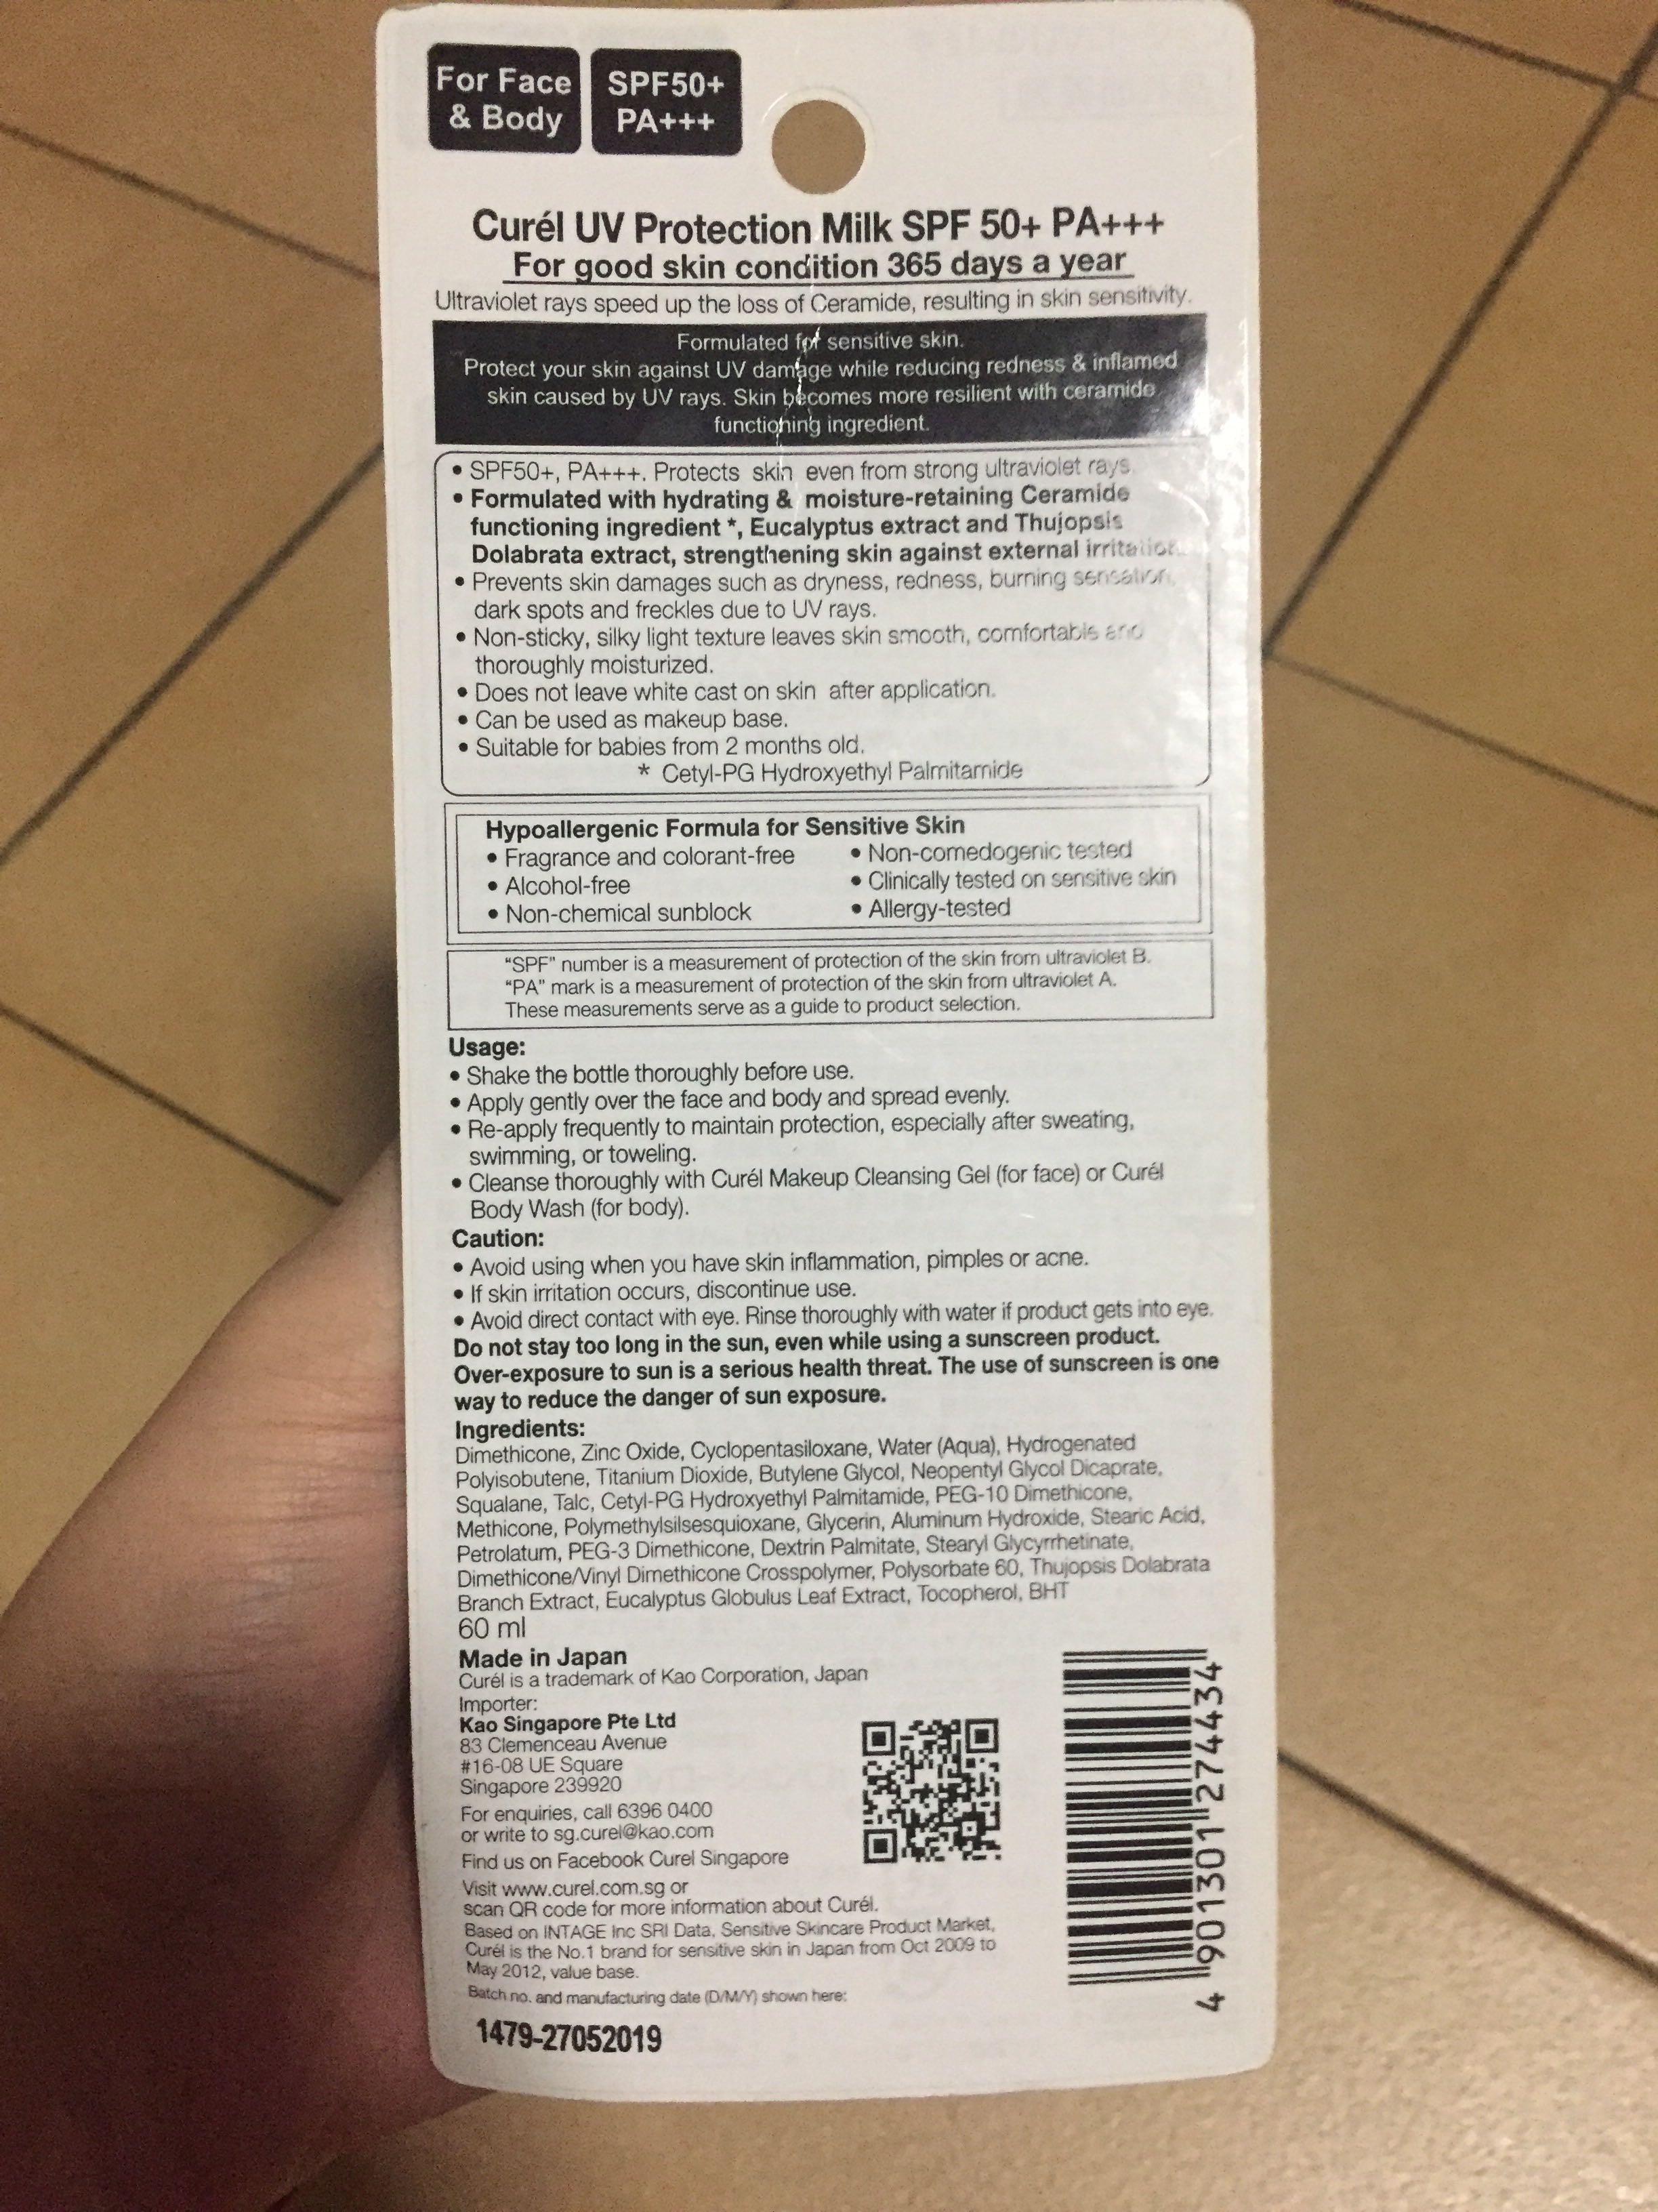 For Face
& Body
SPF50+
PA+++
Curél UV Protection Milk SPF 50+ PA+++
For good skin condition 365 days a year
Ultraviolet rays speed up the loss of Ceramide, resulting in skin sensitivity.
Formulated for sensitive skin.
Protect your skin against UV damage while reducing redness & inflamed
skin caused by UV rays. Skin becomes more resilient with ceramide
functioning ingredient.
• SPF50+, PA+++. Protects skin even from strong ultraviolet rays.
• Formulated with hydrating & moisture-retaining Ceramide
functioning ingredient *, Eucalyptus extract and Thujopsis
Dolabrata extract, strengthening skin against external irritation.
• Prevents skin damages such as dryness, redness, burning sensation,
dark spots and freckles due to UV rays.
• Non-sticky, silky light texture leaves skin smooth, comfortable and
thoroughly moisturized.
• Does not leave white cast on skin after application.
• Can be used as makeup base.
• Suitable for babies from 2 months old.
* Cetyl-PG Hydroxyethyl Palmitamide
Hypoallergenic Formula for Sensitive Skin
• Fragrance and colorant-free
• Alcohol-free
• Non-chemical sunblock
• Non-comedogenic tested
• Clinically tested on sensitive skin
• Allergy-tested
"SPF" number is a measurement of protection of the skin from ultraviolet B.
"PA" mark is a measurement of protection of the skin from ultraviolet A.
These measurements serve as a guide to product selection.
Usage:
• Shake the bottle thoroughly before use.
• Apply gently over the face and body and spread evenly.
• Re-apply frequently to maintain protection, especially after sweating,
swimming, or toweling.
• Cleanse thoroughly with Curél Makeup Cleansing Gel (for face) or Curél
Body Wash (for body).
Caution:
• Avoid using when you have skin inflammation, pimples or acne.
• If skin irritation occurs, discontinue use.
• Avoid direct contact with eye. Rinse thoroughly with water if product gets into eye.
Do not stay too long in the sun, even while using a sunscreen product.
Over-exposure to sun is a serious health threat. The use of sunscreen is one
way to reduce the danger of sun exposure.
Ingredients:
Dimethicone, Zinc Oxide, Cyclopentasiloxane, Water (Aqua), Hydrogenated
Polyisobutene, Titanium Dioxide, Butylene Glycol, Neopentyl Glycol Dicaprate,
Squalane, Talc, Cetyl-PG Hydroxyethyl Palmitamide, PEG-10 Dimethicone,
Methicone, Polymethylsilsesquioxane, Glycerin, Aluminum Hydroxide, Stearic Acid,
Petrolatum, PEG-3 Dimethicone, Dextrin Palmitate, Stearyl Glycyrrhetinate,
Dimethicone/Vinyl Dimethicone Crosspolymer, Polysorbate 60, Thujopsis Dolabrata
Branch Extract, Eucalyptus Globulus Leaf Extract, Tocopherol, BHT
60 ml
Made in Japan
Curél is a trademark of Kao Corporation, Japan
Importer:
Kao Singapore Pte Ltd
83 Clemenceau Avenue
#16-08 UE Square
Singapore 239920
For enquiries, call 6396 0400
or write to sg.curel@kao.com
Find us on Facebook Curel Singapore
Visit www.curel.com.sg or
scan QR code for more information about Curél.
Based on INTAGE Inc SRI Data, Sensitive Skincare Product Market,
Curél is the No.1 brand for sensitive skin in Japan from Oct 2009 to
May 2012, value base.
Batch no. and manufacturing date (D/M/Y) shown here:
1479-27052019
4 901301 274434